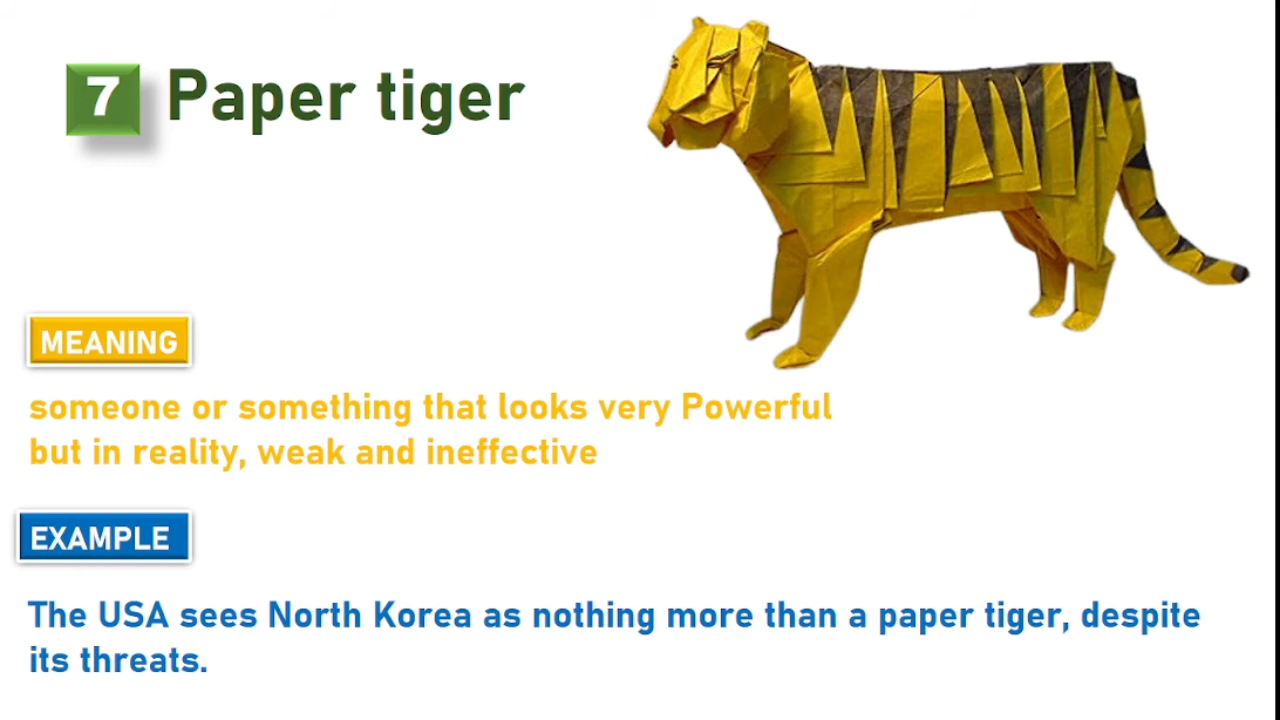 7 Paper tiger
MEANING
someone or something that looks very Powerful
but in reality, weak and ineffective
EXAMPLE
The USA sees North Korea as nothing more than a paper tiger, despite
its threats.